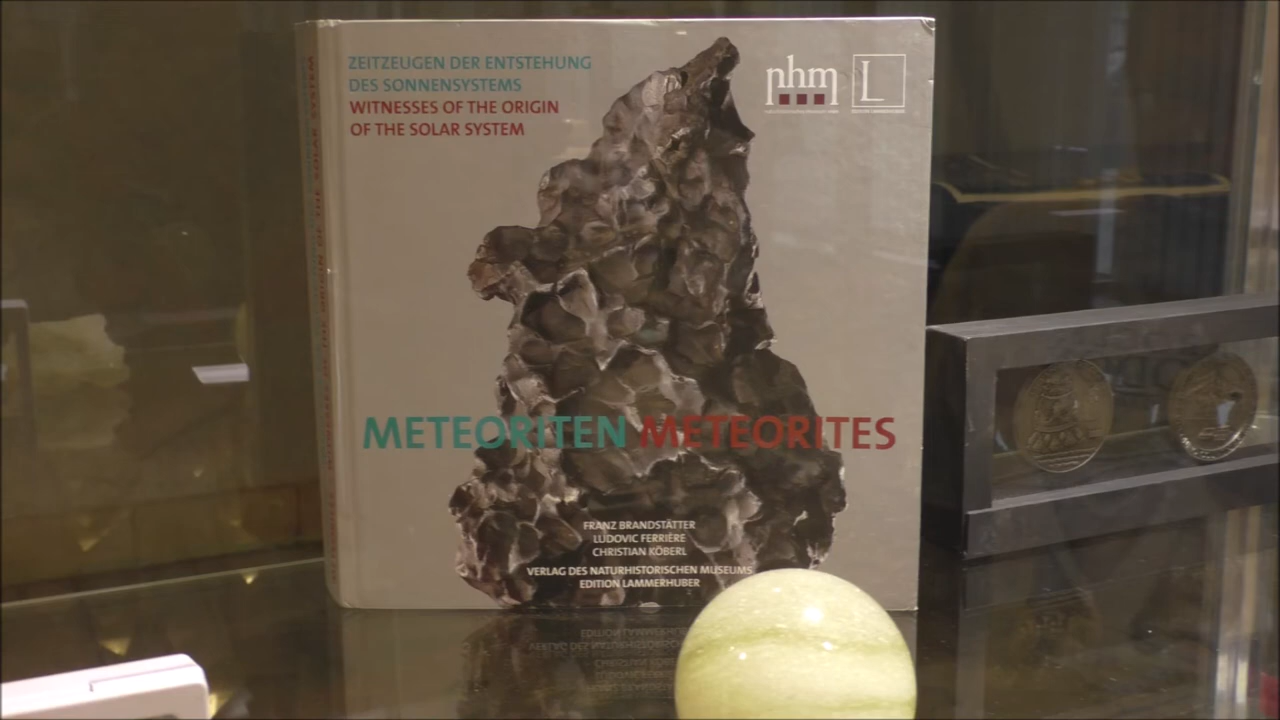 ZEITZEUGEN DER ENTSTEHUNG
DES SONNENSYSTEMS
WITNESSES OF THE ORIGIN
OF THE SOLAR SYSTEM
nhm
L
METEORITEN METEORITES
FRANZ BRANDSTÄTTER
LUDOVIC FERRIÈRE
CHRISTIAN KÖBERL
VERLAG DES NATURHISTORISCHEN MUSEUMS
EDITION LAMMERHUBER